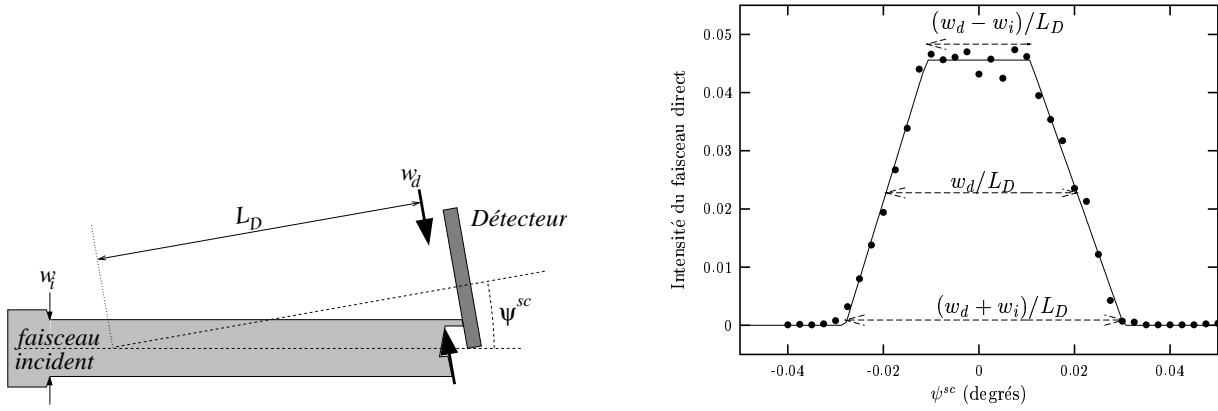 w_d
L_D
Détecteur
w_i
ψ^sc
faisceau
incident
(w_d − w_i)/L_D
w_d/L_D
(w_d + w_i)/L_D
Intensité du faisceau direct
0.05
0.04
0.03
0.02
0.01
0
-0.04
-0.02
0
0.02
0.04
ψ^sc (degrés)